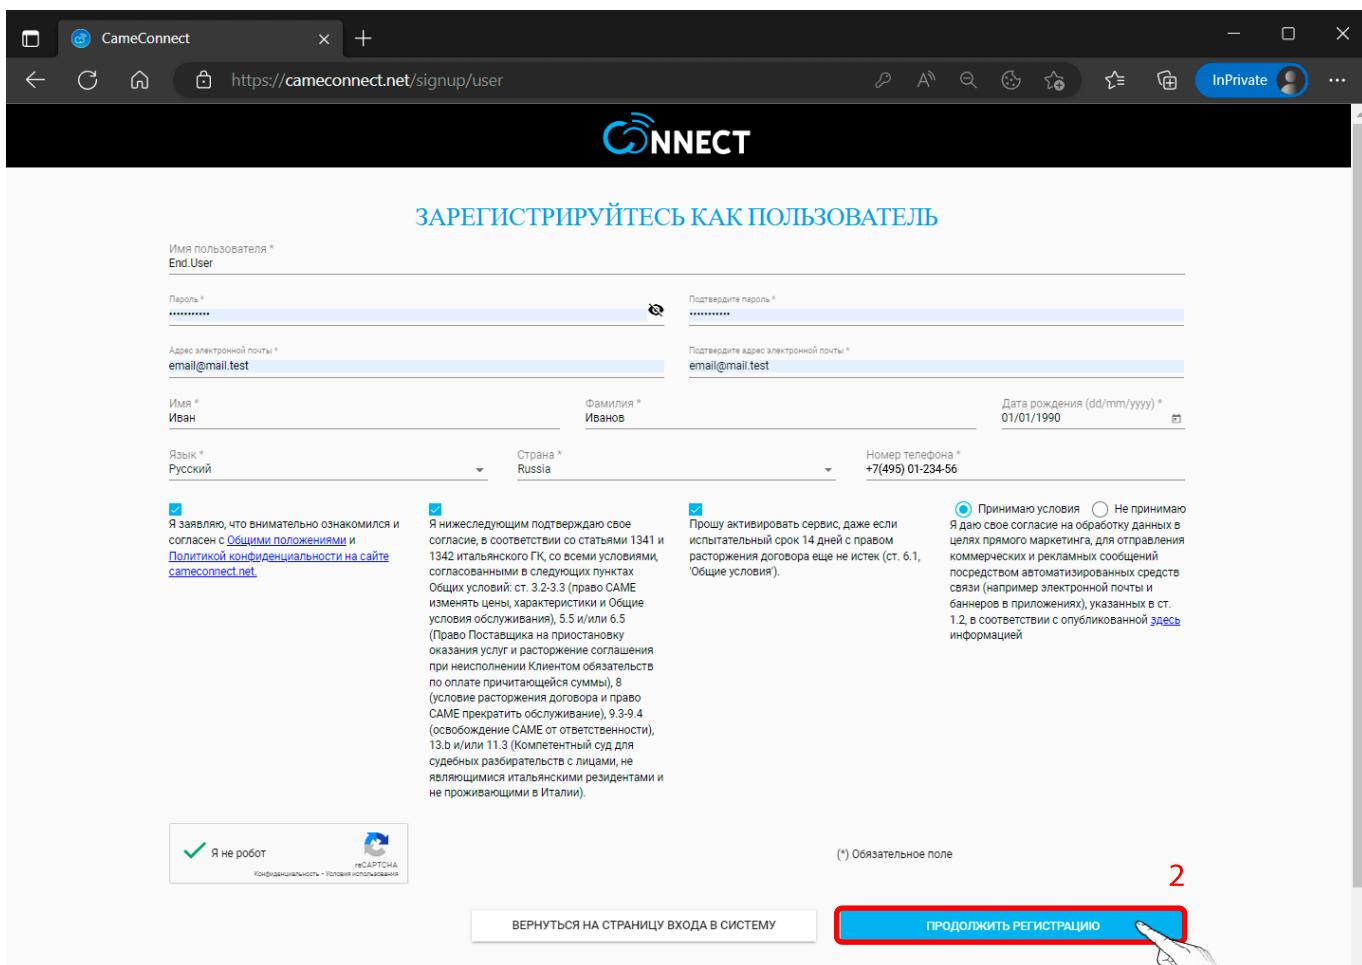 CameConnect
https://cameconnect.net/signup/user
InPrivate
CONNECT
ЗАРЕГИСТРИРУЙТЕСЬ КАК ПОЛЬЗОВАТЕЛЬ
Имя пользователя *
End.User
Пароль *
Подтвердите пароль *
•••••••••••
•••••••••••
Адрес электронной почты *
Подтвердите адрес электронной почты *
email@mail.test
email@mail.test
Имя *
Фамилия *
Дата рождения (dd/mm/yyyy) *
Иван
Иванов
01/01/1990
Язык *
Страна *
Номер телефона *
Русский
Russia
+7(495) 01-234-56
Я заявляю, что внимательно ознакомился и
согласен с Общими положениями и
Политикой конфиденциальности на сайте
cameconnect.net.
Я нижеследующим подтверждаю свое
согласие, в соответствии со статьями 1341 и
1342 итальянского ГК, со всеми условиями,
согласованными в следующих пунктах
Общих условий: ст. 3.2-3.3 (право CAME
изменять цены, характеристики и Общие
условия обслуживания), 5.5 и/или 6.5
(Право Поставщика на приостановку
оказания услуг и расторжение соглашения
при неисполнении Клиентом обязательств
по оплате причитающейся суммы), 8
(условие расторжения договора и право
CAME прекратить обслуживание), 9.3-9.4
(освобождение CAME от ответственности),
13.b и/или 11.3 (Компетентный суд для
судебных разбирательств с лицами, не
являющимися итальянскими резидентами и
не проживающими в Италии).
Прошу активировать сервис, даже если
испытательный срок 14 дней с правом
расторжения договора еще не истек (ст. 6.1,
'Общие условия').
Принимаю условия
Не принимаю
Я даю свое согласие на обработку данных в
целях прямого маркетинга, для отправления
коммерческих и рекламных сообщений
посредством автоматизированных средств
связи (например электронной почты и
баннеров в приложениях), указанных в ст.
1.2, в соответствии с опубликованной здесь
информацией
Я не робот
reCAPTCHA
Конфиденциальность - Условия использования
(*) Обязательное поле
2
ВЕРНУТЬСЯ НА СТРАНИЦУ ВХОДА В СИСТЕМУ
ПРОДОЛЖИТЬ РЕГИСТРАЦИЮ